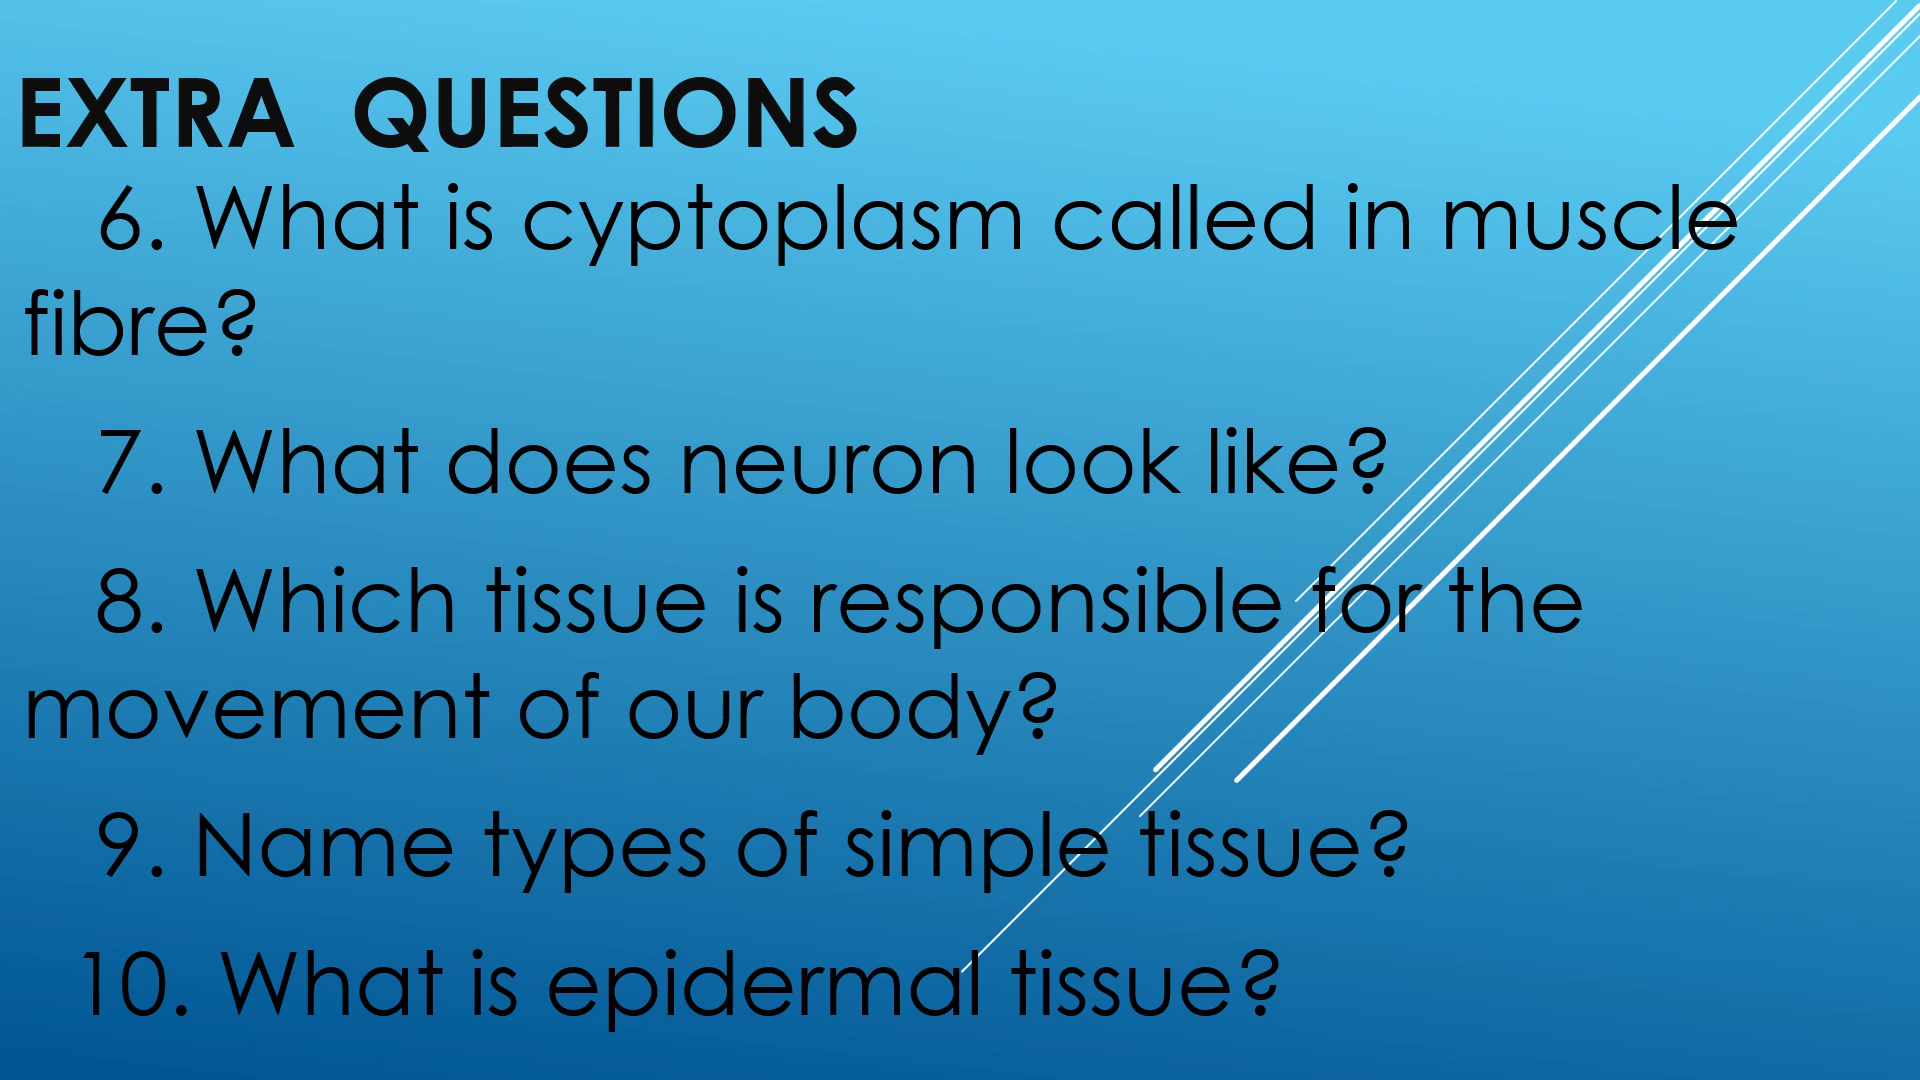 EXTRA QUESTIONS
6. What is cyptoplasm called in muscle
fibre?
7. What does neuron look like?
8. Which tissue is responsible for the
movement of our body?
9. Name types of simple tissue?
10. What is epidermal tissue?